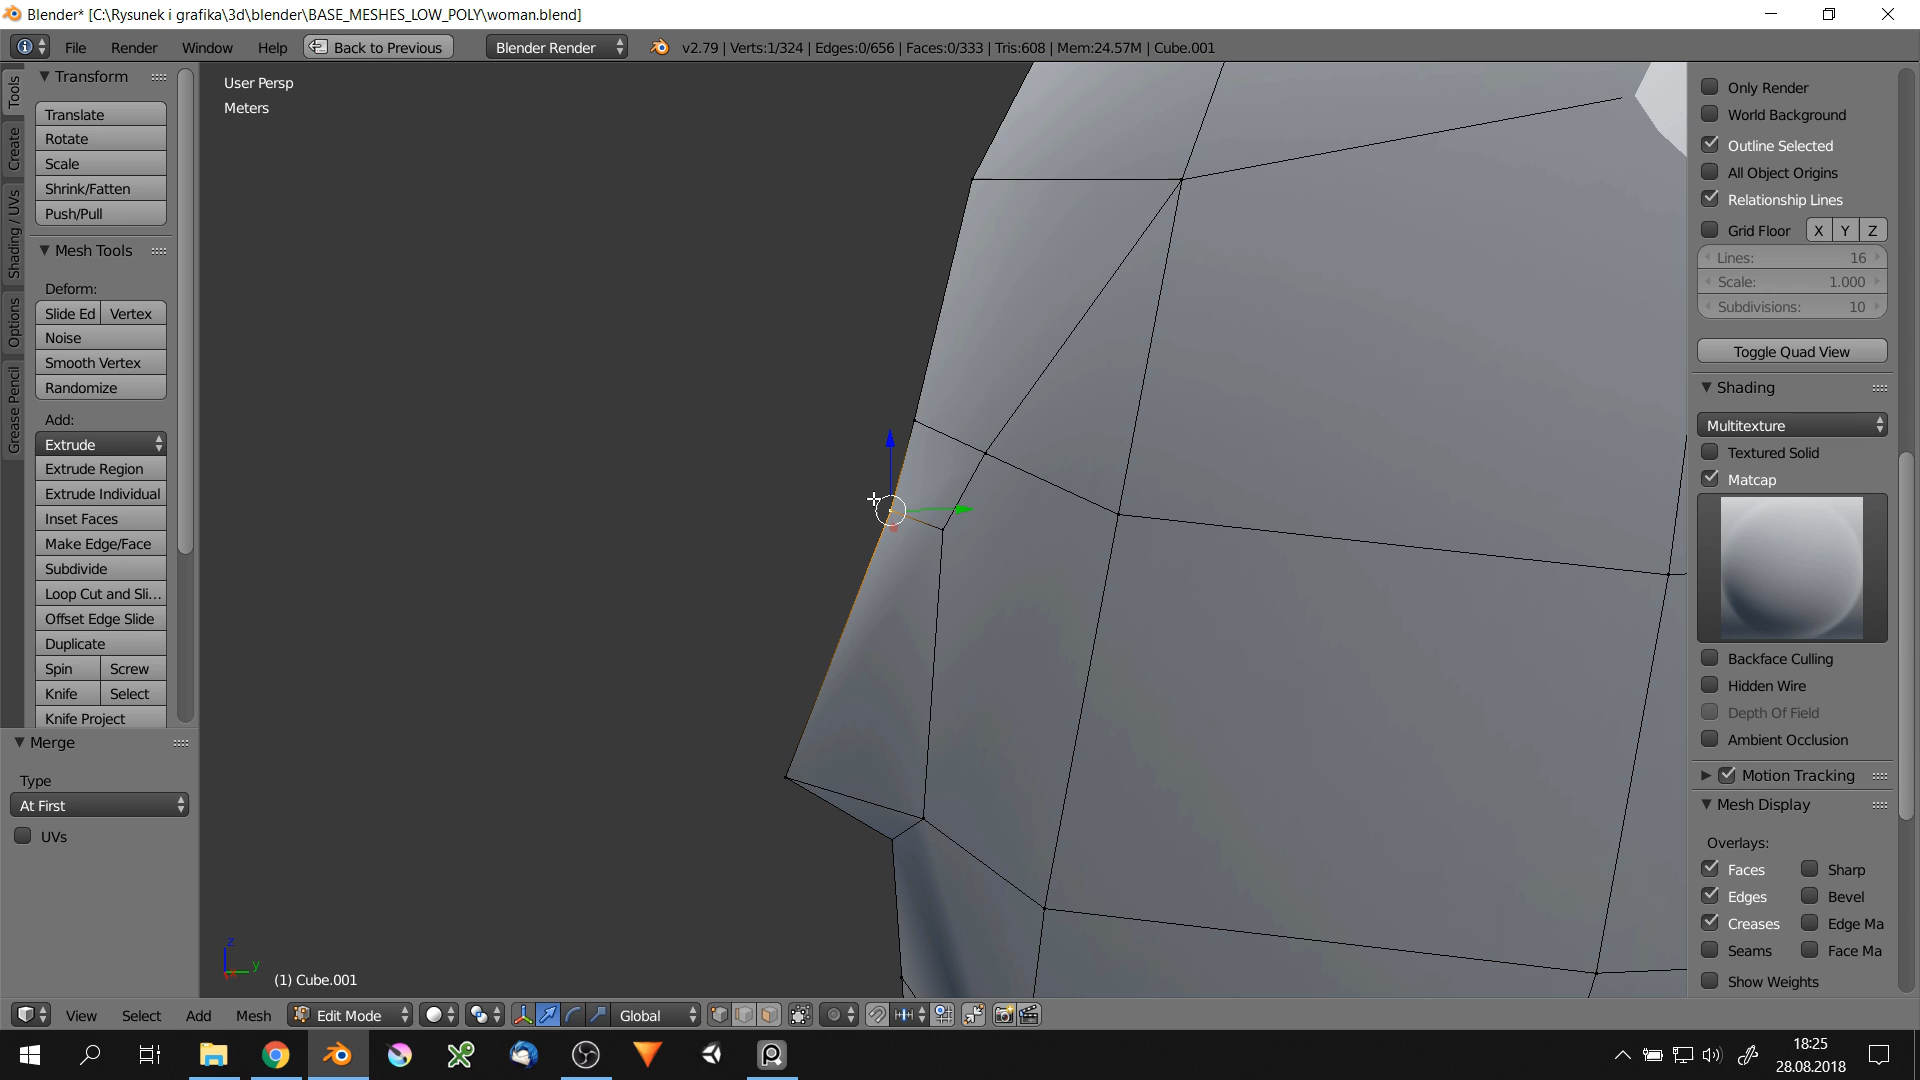 Blender* [C:\Rysunek i grafika\3d\blender\BASE_MESHES_LOW_POLY\woman.blend]
File Render Window Help Back to Previous Blender Render v2.79 | Verts:1/324 | Edges:0/656 | Faces:0/333 | Tris:608 | Mem:24.57M | Cube.001
Tools
Create
Shading / UVs
Options
Grease Pencil
Transform
Translate
Rotate
Scale
Shrink/Fatten
Push/Pull
Mesh Tools
Deform:
Slide Ed Vertex
Noise
Smooth Vertex
Randomize
Add:
Extrude
Extrude Region
Extrude Individual
Inset Faces
Make Edge/Face
Subdivide
Loop Cut and Sli...
Offset Edge Slide
Duplicate
Spin Screw
Knife Select
Knife Project
Merge
Type
At First
UVs
User Persp
Meters
z
y
x
(1) Cube.001
Only Render
World Background
Outline Selected
All Object Origins
Relationship Lines
Grid Floor X Y Z
Lines: 16
Scale: 1.000
Subdivisions: 10
Toggle Quad View
Shading
Multitexture
Textured Solid
Matcap
Backface Culling
Hidden Wire
Depth Of Field
Ambient Occlusion
Motion Tracking
Mesh Display
Overlays:
Faces Sharp
Edges Bevel
Creases Edge Ma
Seams Face Ma
Show Weights
View Select Add Mesh Edit Mode Global
18:25
28.08.2018